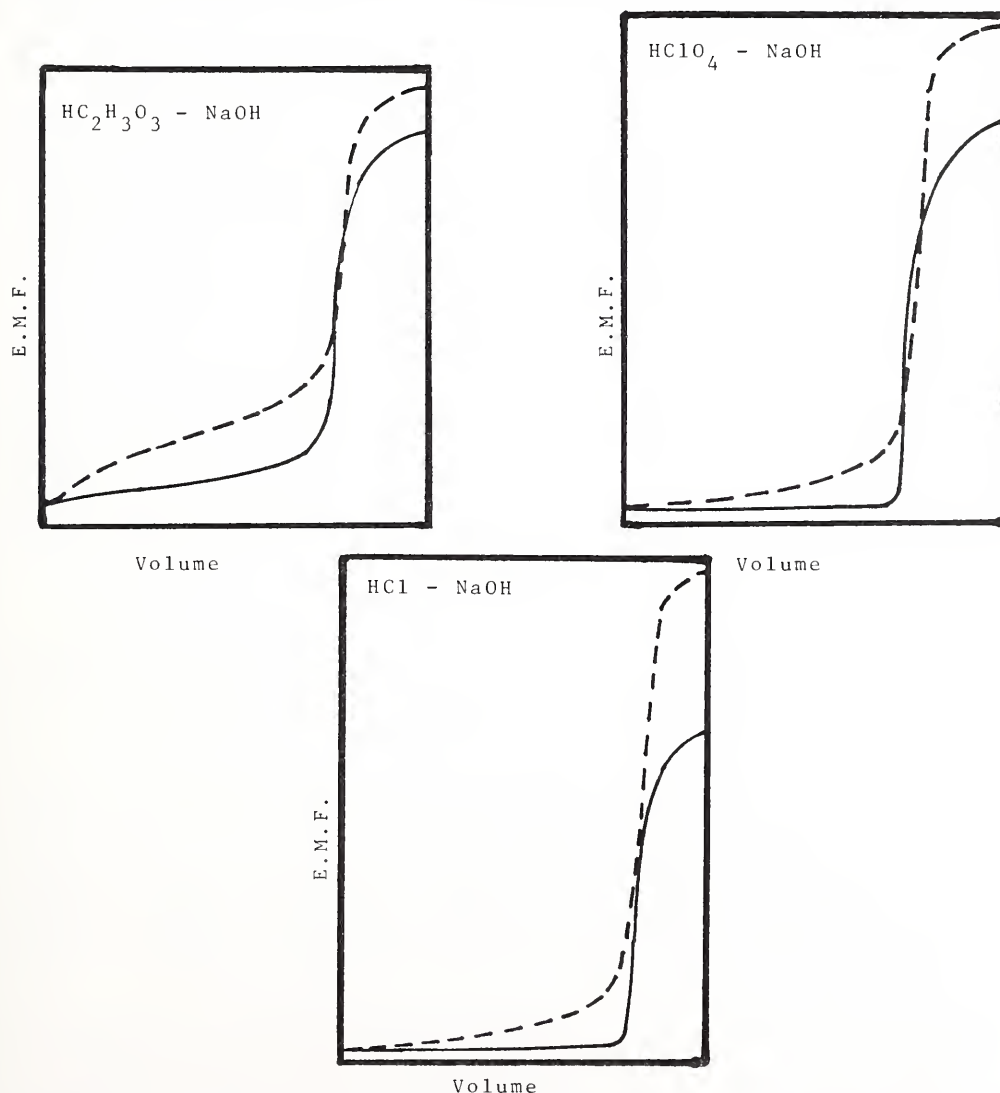 HC₂H₃O₃ - NaOH
E.M.F.
Volume
HClO₄ - NaOH
E.M.F.
Volume
HCl - NaOH
E.M.F.
Volume